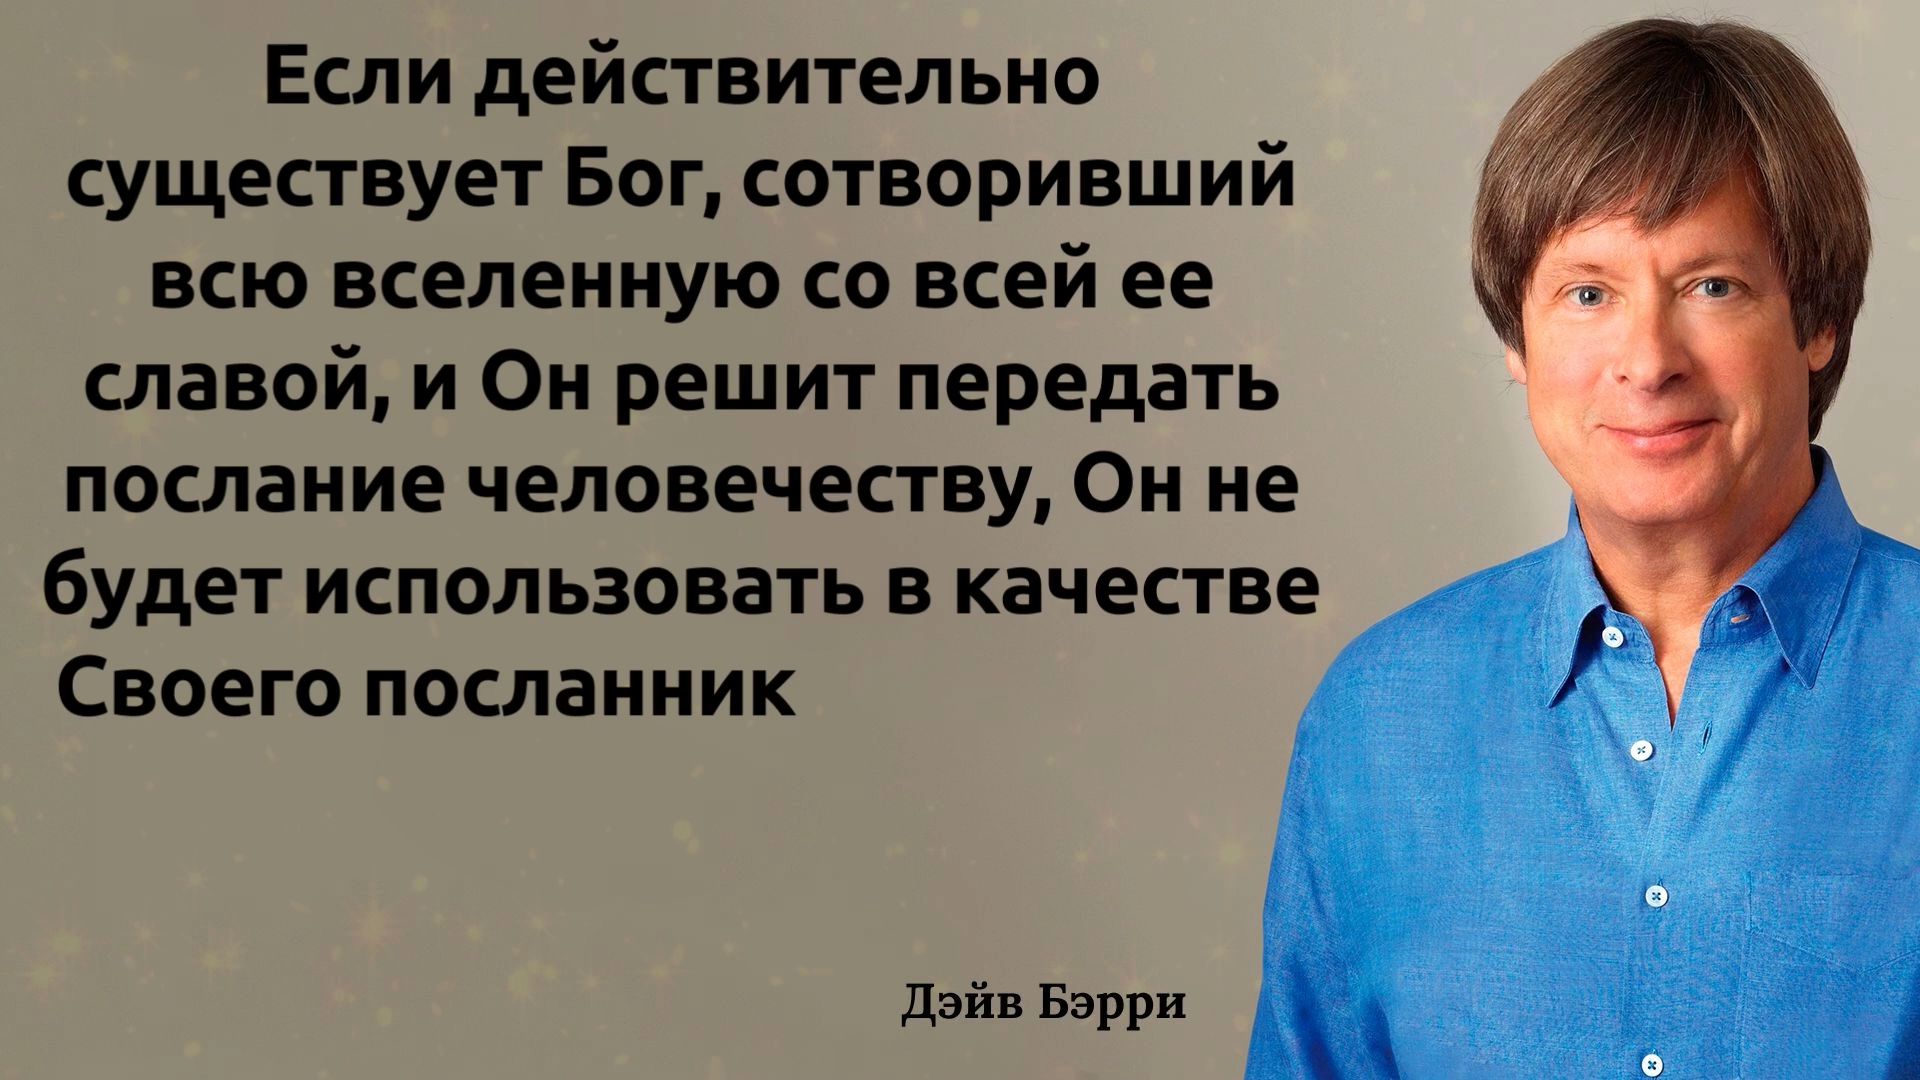 Если действительно
существует Бог, сотворивший
всю вселенную со всей ее
славой, и Он решит передать
послание человечеству, Он не
будет использовать в качестве
Своего посланник
Дэйв Бэрри